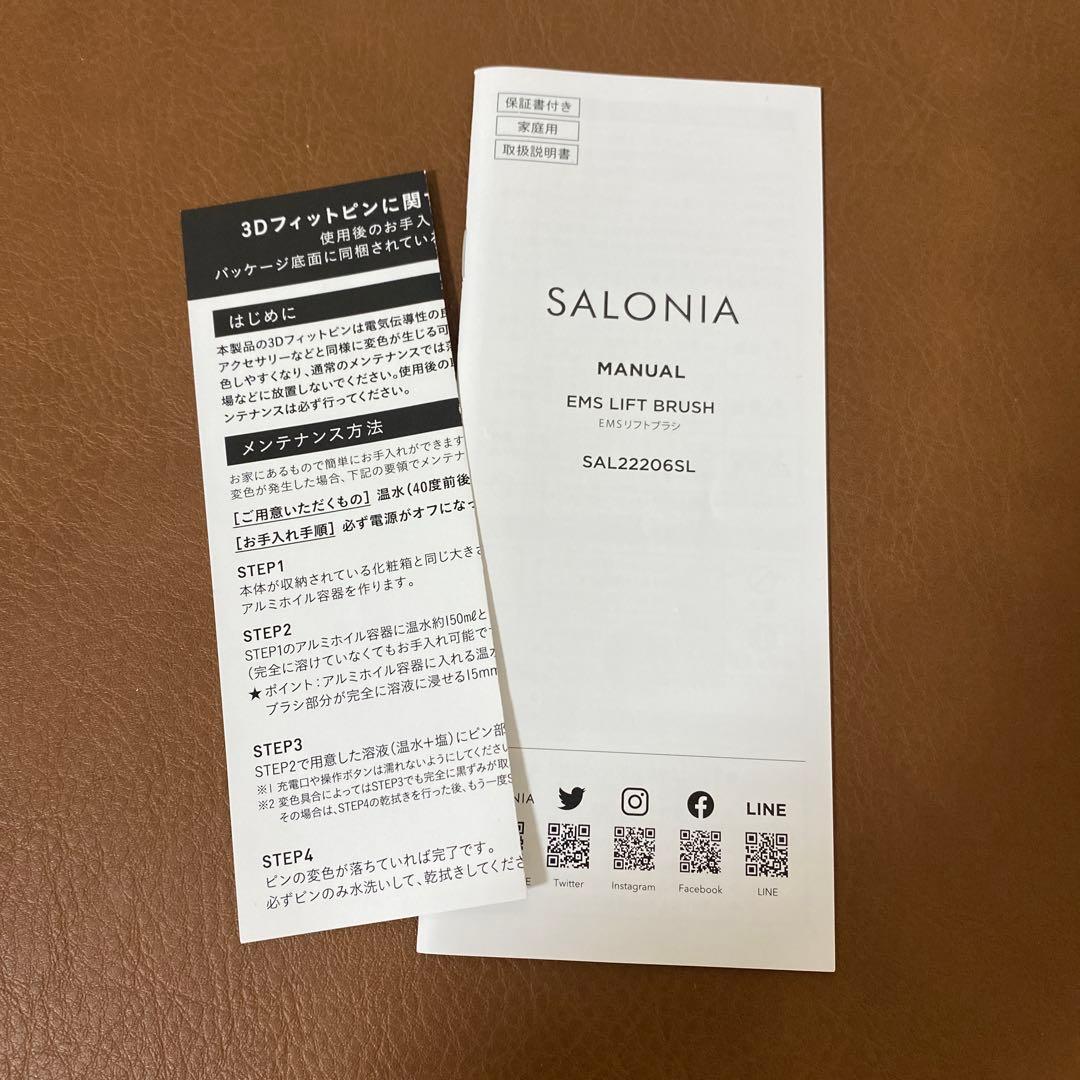 3Dフィットピンに関
使用後のお手入
パッケージ底面に同梱されている
はじめに
本製品の3Dフィットピンは電気伝導性の良
アクセサリーなどと同様に変色が生じる可
色しやすくなり、通常のメンテナンスでは落
場などに放置しないでください。使用後の
ンテナンスは必ず行ってください。
メンテナンス方法
お家にあるもので簡単にお手入れができます
変色が発生した場合、下記の要領でメンテナ
[ご用意いただくもの] 温水(40度前後
[お手入れ手順] 必ず電源がオフになっ
STEP1
本体が収納されている化粧箱と同じ大きさ
アルミホイル容器を作ります。
STEP2
STEP1のアルミホイル容器に温水約150mlと
(完全に溶けていなくてもお手入れ可能で
★ポイント:アルミホイル容器に入れる温水
ブラシ部分が完全に溶液に浸せる15mm
STEP3
STEP2で用意した溶液(温水+塩)にピン部
※1 充電口や操作ボタンは濡れないようにしてください
※2 変色具合によってはSTEP3でも完全に黒ずみが取
その場合は、STEP4の乾拭きを行った後、もう一度S
STEP4
ピンの変色が落ちていれば完了です。
必ずピンのみ水洗いして、乾拭きしてくださ
保証書付き
家庭用
取扱説明書
SALONIA
MANUAL
EMS LIFT BRUSH
EMSリフトブラシ
SAL22206SL
NIA
LINE
E
Twitter
Instagram
Facebook
LINE